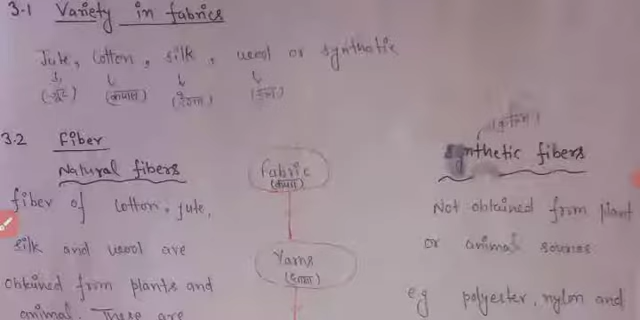 3.1 Variety in fabrics
Jute, Cotton, silk, wool or synthetic
(जूट) (कपास) (रेशम) (ऊन)
3.2 Fiber
Natural fibers
fiber of cotton, jute,
silk and wool are
obtained from plants and
animal. These are
Fabric
(कपड़ा)
Yarns
(कृत्रिम)
synthetic fibers
Not obtained from plant
or animal sources
e.g polyester, nylon and